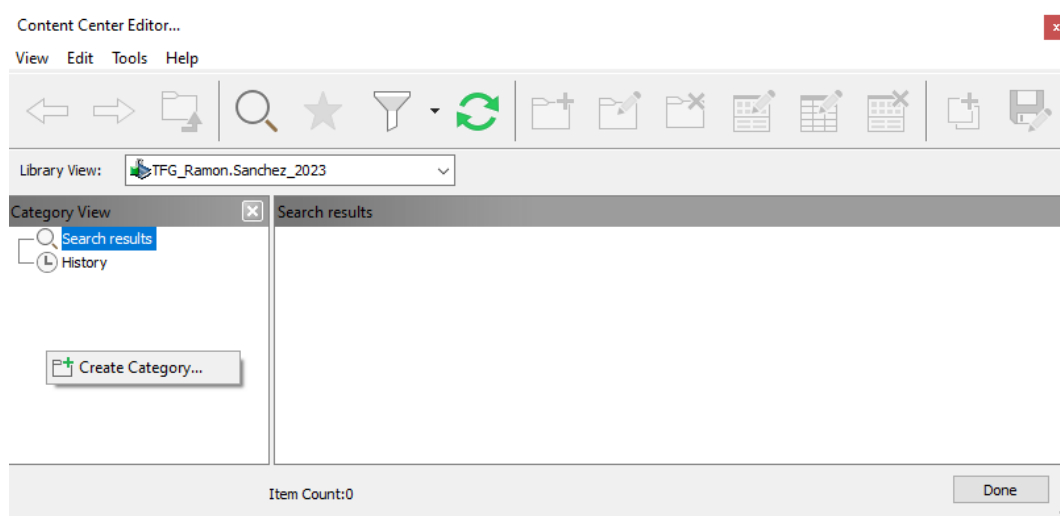 Content Center Editor...
x
View Edit Tools Help
Library View: TFG_Ramon.Sanchez_2023
Category View
Search results
Search results
History
Create Category...
Item Count:0
Done